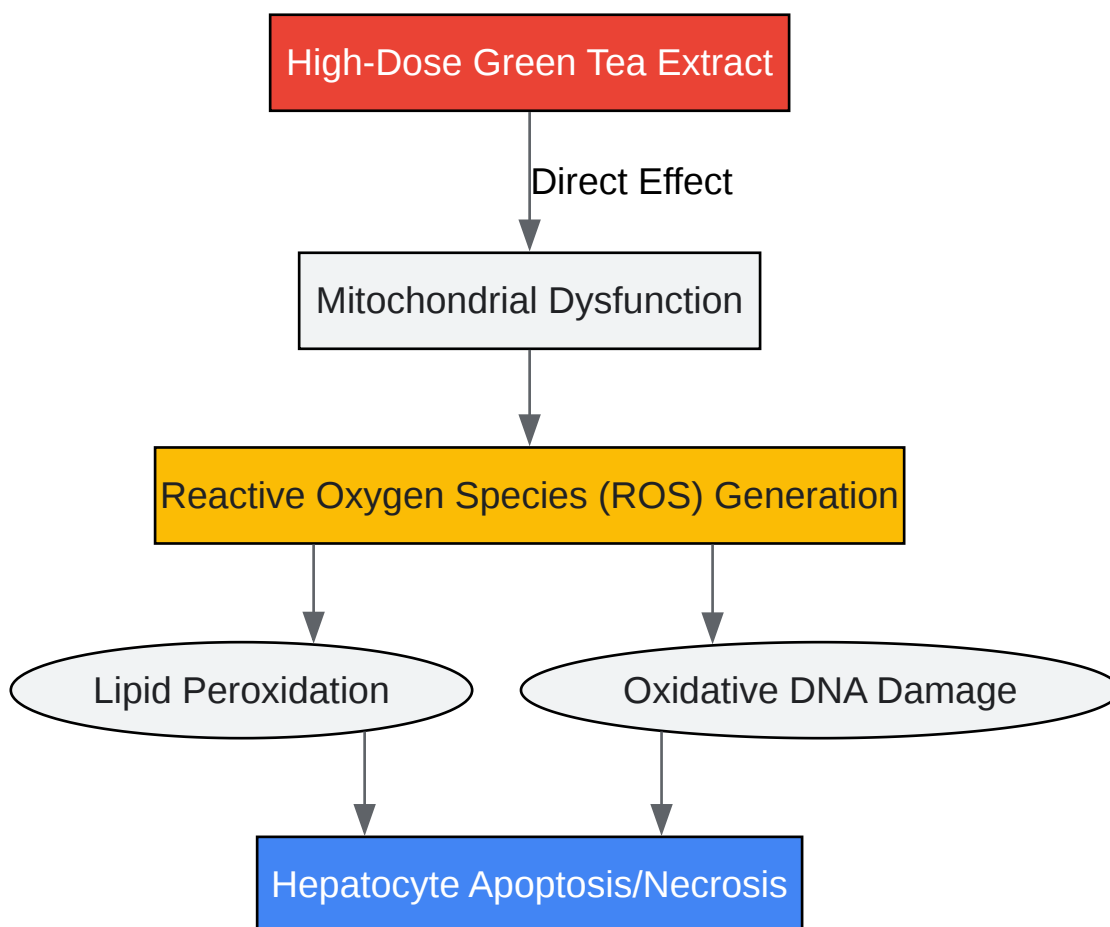 High-Dose Green Tea Extract
Direct Effect
Mitochondrial Dysfunction
Reactive Oxygen Species (ROS) Generation
Lipid Peroxidation
Oxidative DNA Damage
Hepatocyte Apoptosis/Necrosis